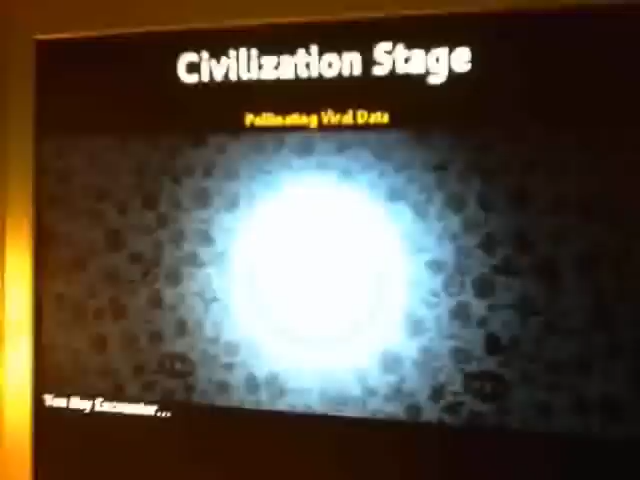 Civilization Stage
Pollinating Viral Data
You May Encounter...